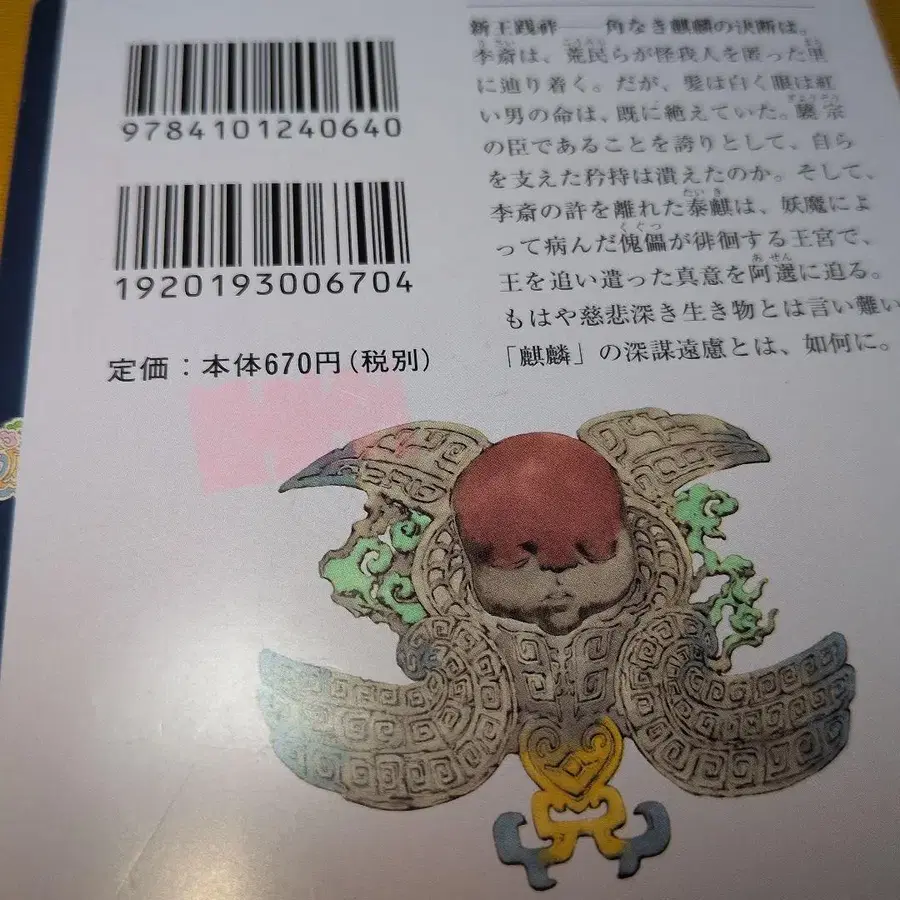 9784101240640
1920193006704
定価：本体670円(税別)
新王践祚――角なき麒麟の決断は。
李斎は、荒民らが怪我人を匿った里
に辿り着く。だが、髪は白く眼は紅
い男の命は、既に絶えていた。驍宗
の臣であることを誇りとして、自ら
を支えた矜持は潰えたのか。そして、
李斎の許を離れた泰麒は、妖魔によ
って病んだ傀儡が徘徊する王宮で、
王を追い遣った真意を阿選に迫る。
もはや慈悲深き生き物とは言い難い
「麒麟」の深謀遠慮とは、如何に。